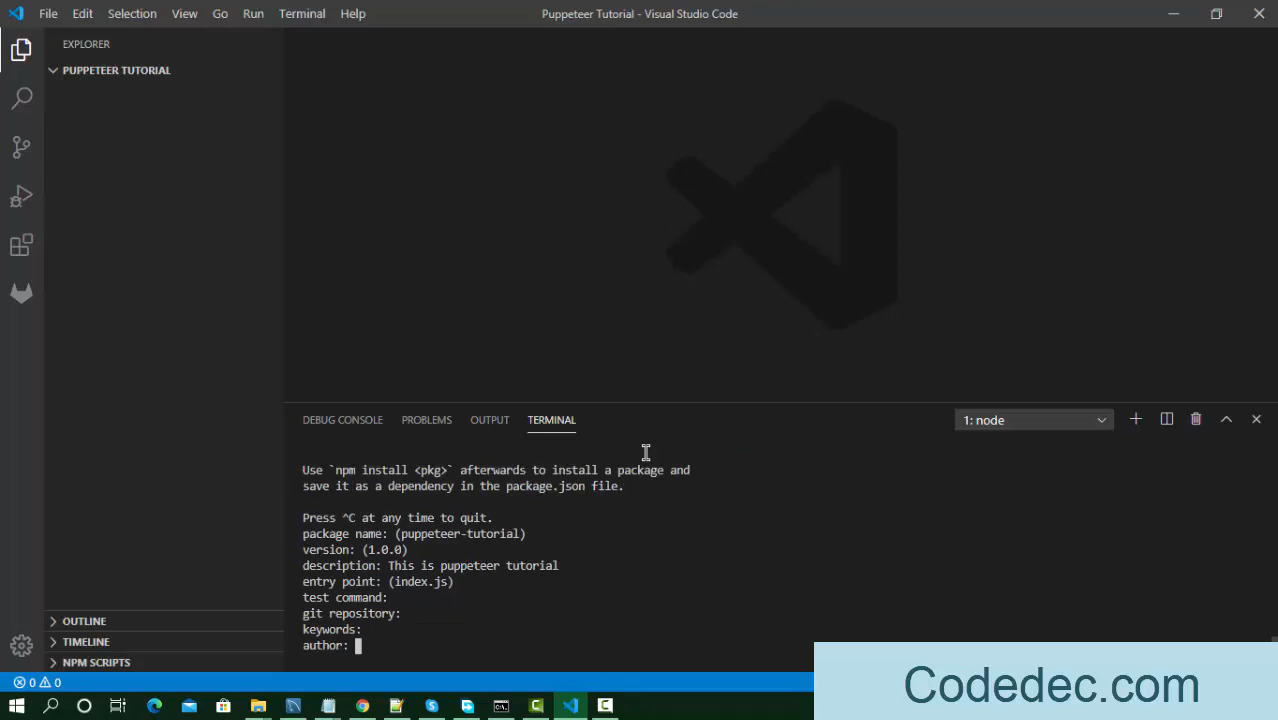 File Edit Selection View Go Run Terminal Help
Puppeteer Tutorial - Visual Studio Code
EXPLORER
PUPPETEER TUTORIAL
OUTLINE
TIMELINE
NPM SCRIPTS
DEBUG CONSOLE PROBLEMS OUTPUT TERMINAL
1: node
Use `npm install <pkg>` afterwards to install a package and
save it as a dependency in the package.json file.
Press ^C at any time to quit.
package name: (puppeteer-tutorial)
version: (1.0.0)
description: This is puppeteer tutorial
entry point: (index.js)
test command:
git repository:
keywords:
author:
0 0
Codedec.com